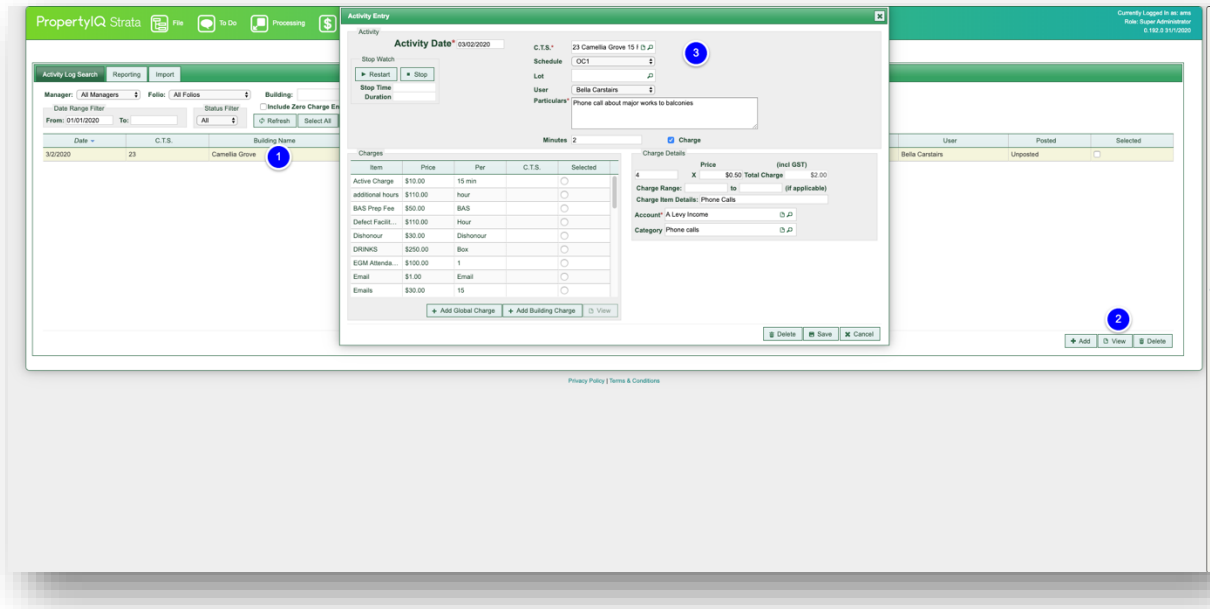 PropertyIQ Strata File To Do Processing $
Currently Logged In as: ams
Role: Super Administrator
0.182.0 31/1/2020
Activity Log Search Reporting Import
Manager: All Managers Folio: All Folios Building:
Date Range Filter Status Filter Include Zero Charge En
From: 01/01/2020 To: All Refresh Select All
Date C.T.S. Building Name User Posted Selected
3/2/2020 23 Camellia Grove Bella Carstairs Unposted
1
Activity Entry
Activity
Activity Date* 03/02/2020
Stop Watch
Restart Stop
Stop Time
Duration
C.T.S.* 23 Camellia Grove 15
Schedule OC1
Lot
User Bella Carstairs
Particulars* Phone call about major works to balconies
Minutes 2 Charge
3
Charges
Item Price Per C.T.S. Selected
Active Charge $10.00 15 min
additional hours $110.00 hour
BAS Prep Fee $50.00 BAS
Defect Facilit... $110.00 Hour
Dishonour $30.00 Dishonour
DRINKS $250.00 Box
EGM Attenda... $100.00 1
Email $1.00 Email
Emails $30.00 15
+ Add Global Charge + Add Building Charge View
Charge Details
Price (incl GST)
4 X $0.50 Total Charge $2.00
Charge Range: to (if applicable)
Charge Item Details: Phone Calls
Account* A Levy Income
Category Phone calls
Delete Save Cancel
2
+ Add View Delete
Privacy Policy | Terms & Conditions